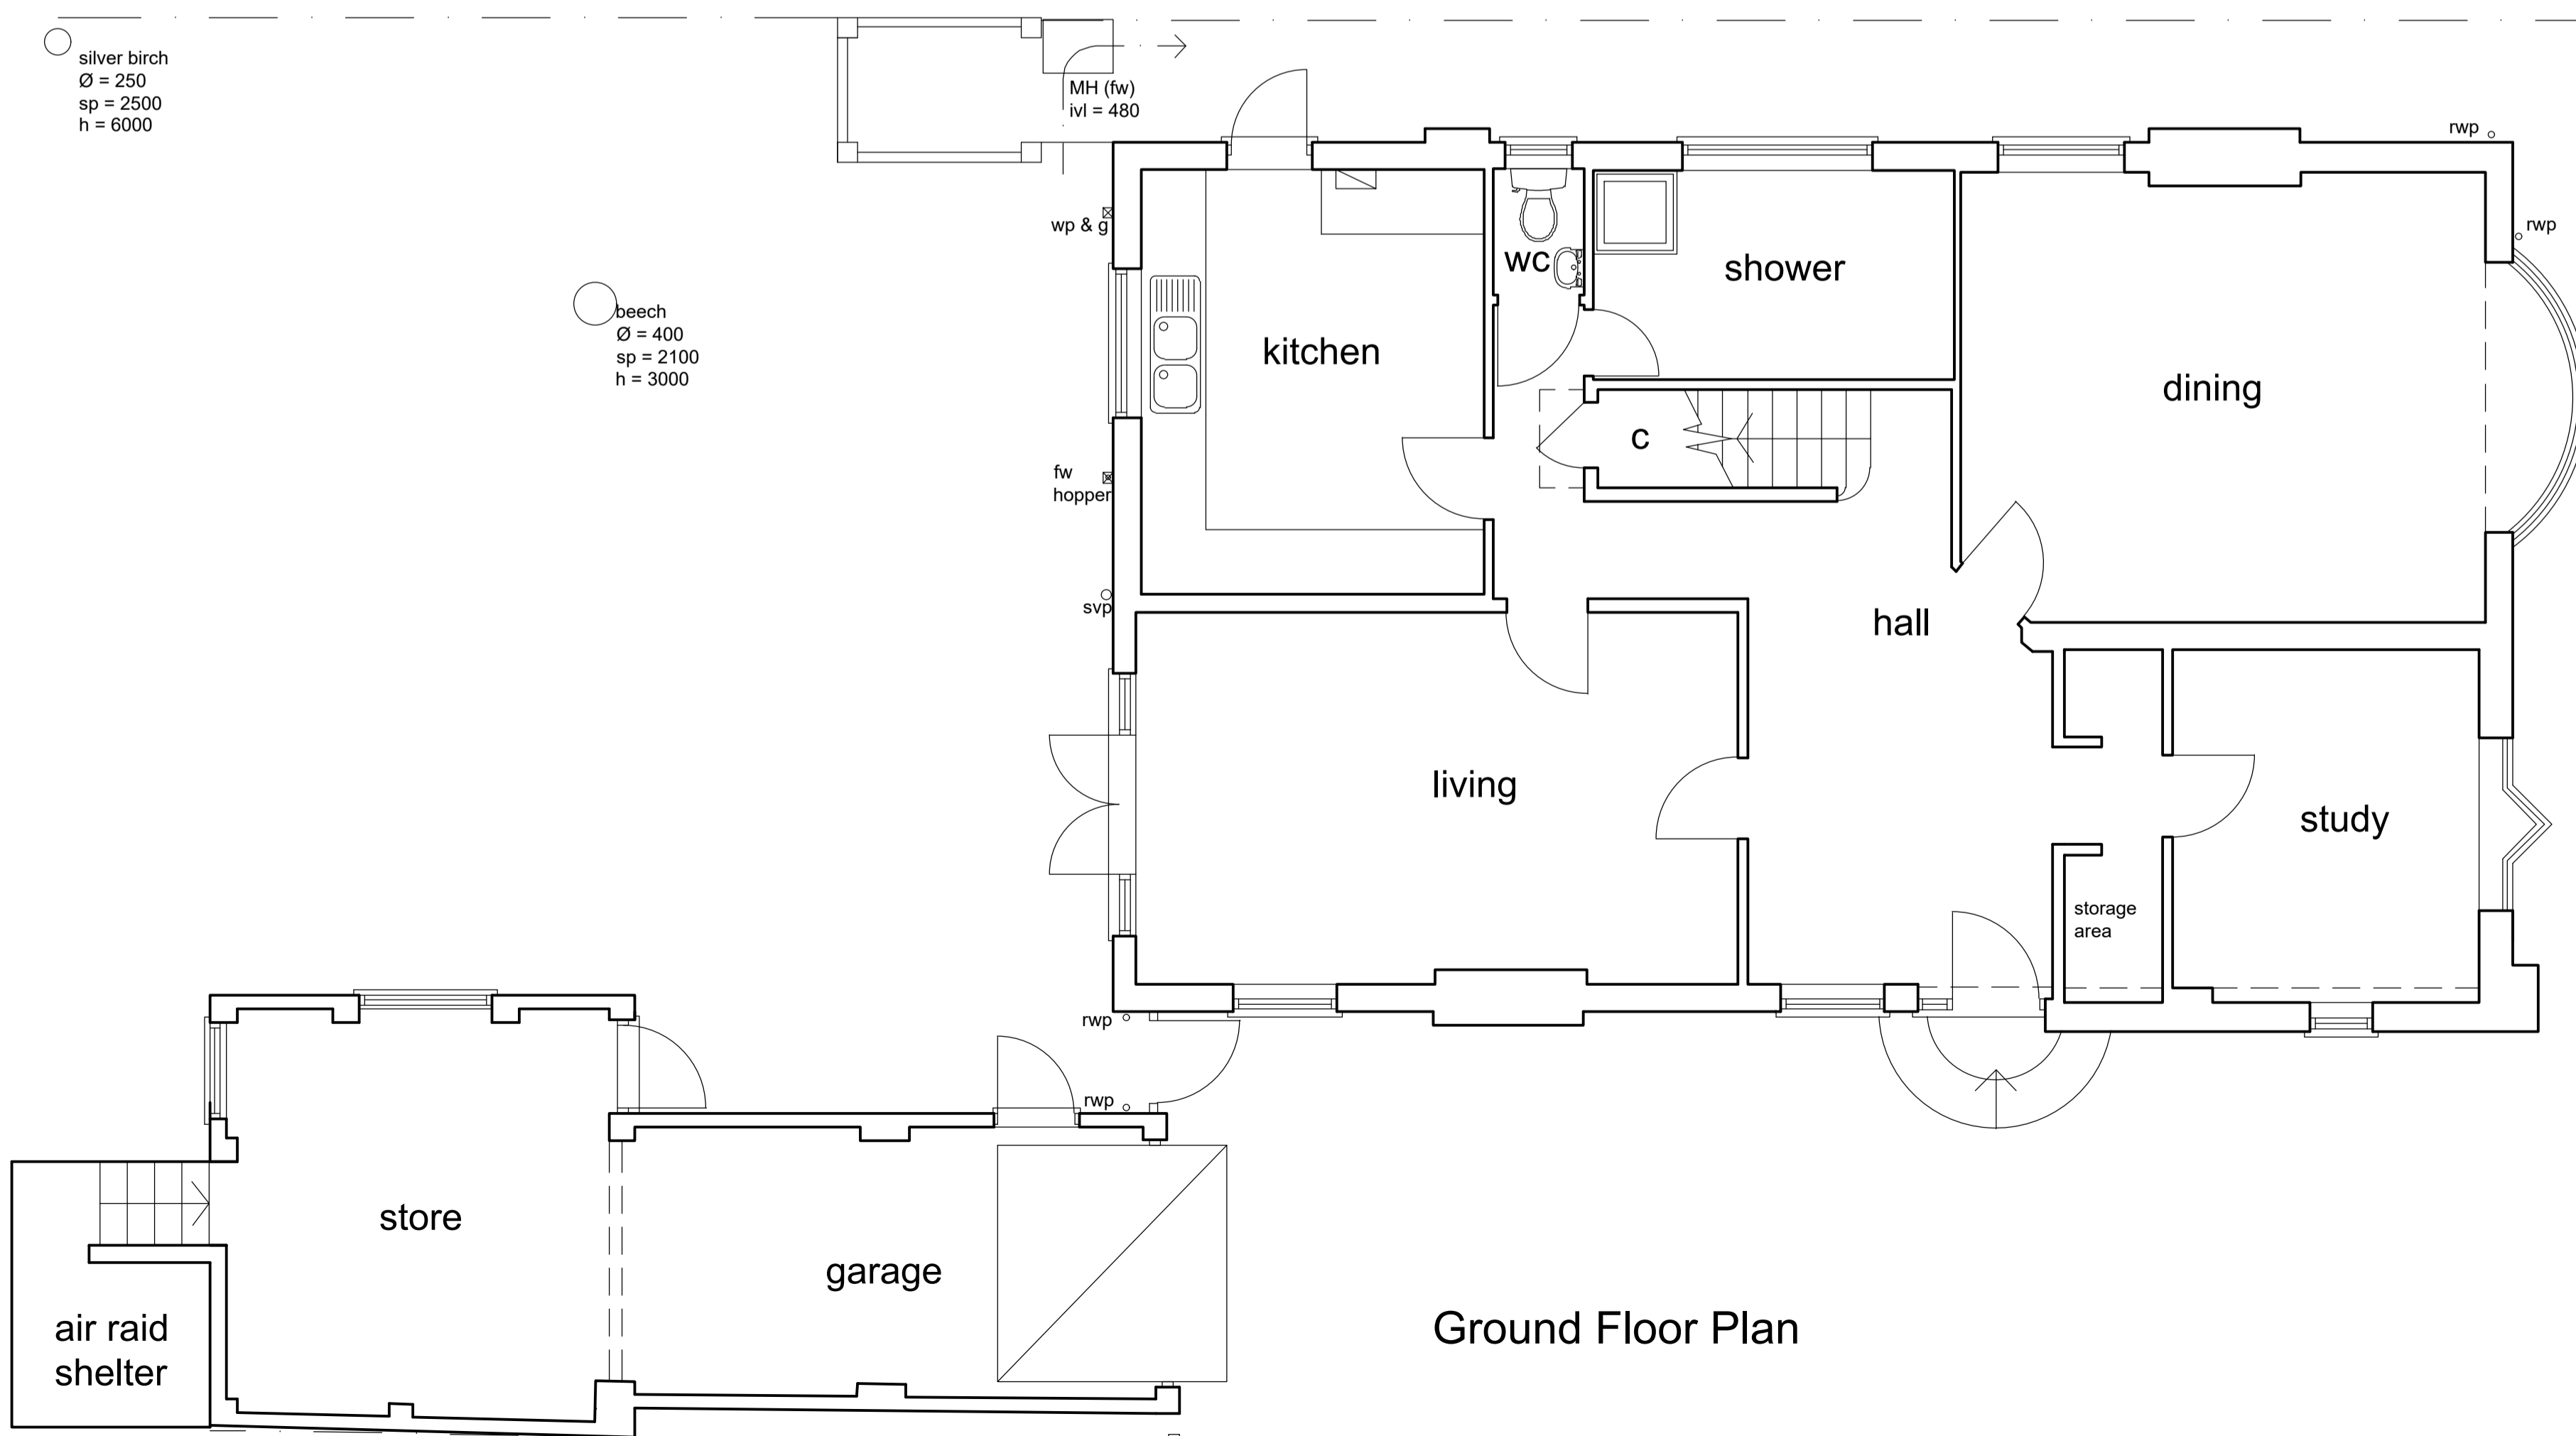 silver birch
Ø = 250
sp = 2500
h = 6000
MH (fw)
ivl = 480
rwp
wp & g
rwp
wc
shower
beech
Ø = 400
sp = 2100
h = 3000
kitchen
dining
c
fw
hopper
svp
hall
living
study
storage
area
rwp
rwp
store
garage
air raid
shelter
Ground Floor Plan